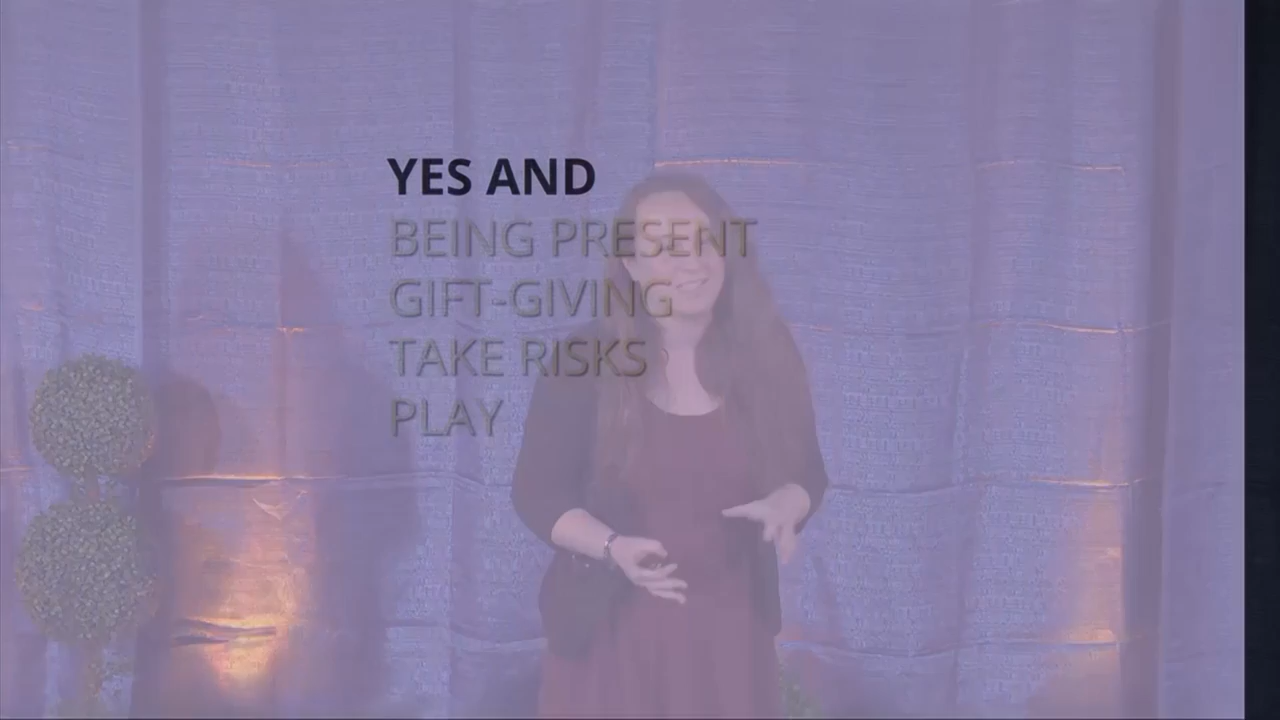 YES AND
BEING PRESENT
GIFT-GIVING
TAKE RISKS
PLAY